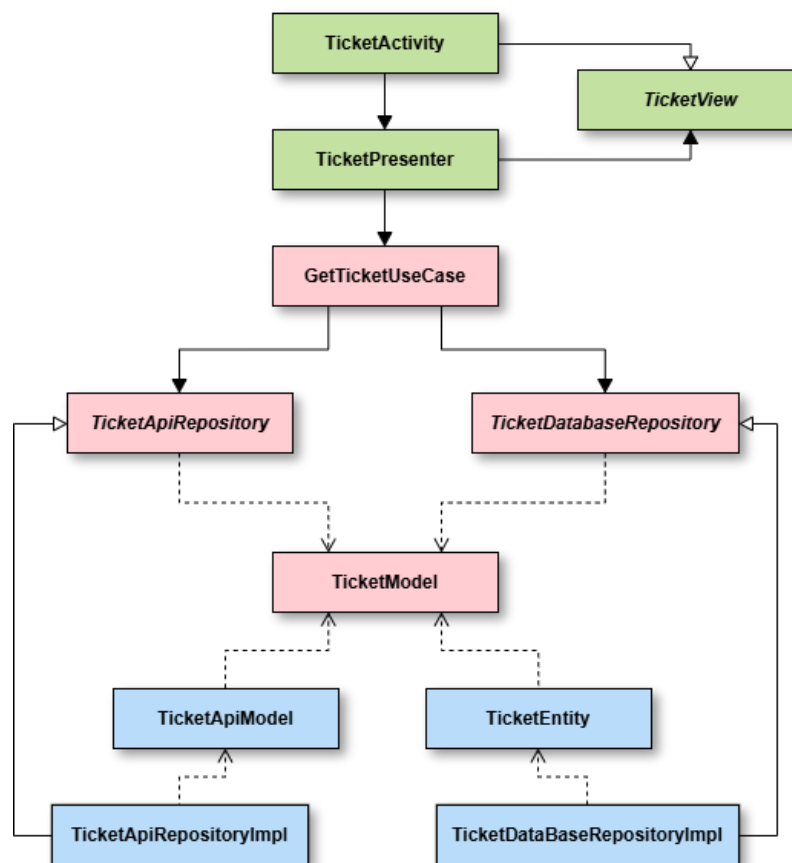 TicketActivity
TicketView
TicketPresenter
GetTicketUseCase
TicketApiRepository
TicketDatabaseRepository
TicketModel
TicketApiModel
TicketEntity
TicketApiRepositoryImpl
TicketDataBaseRepositoryImpl